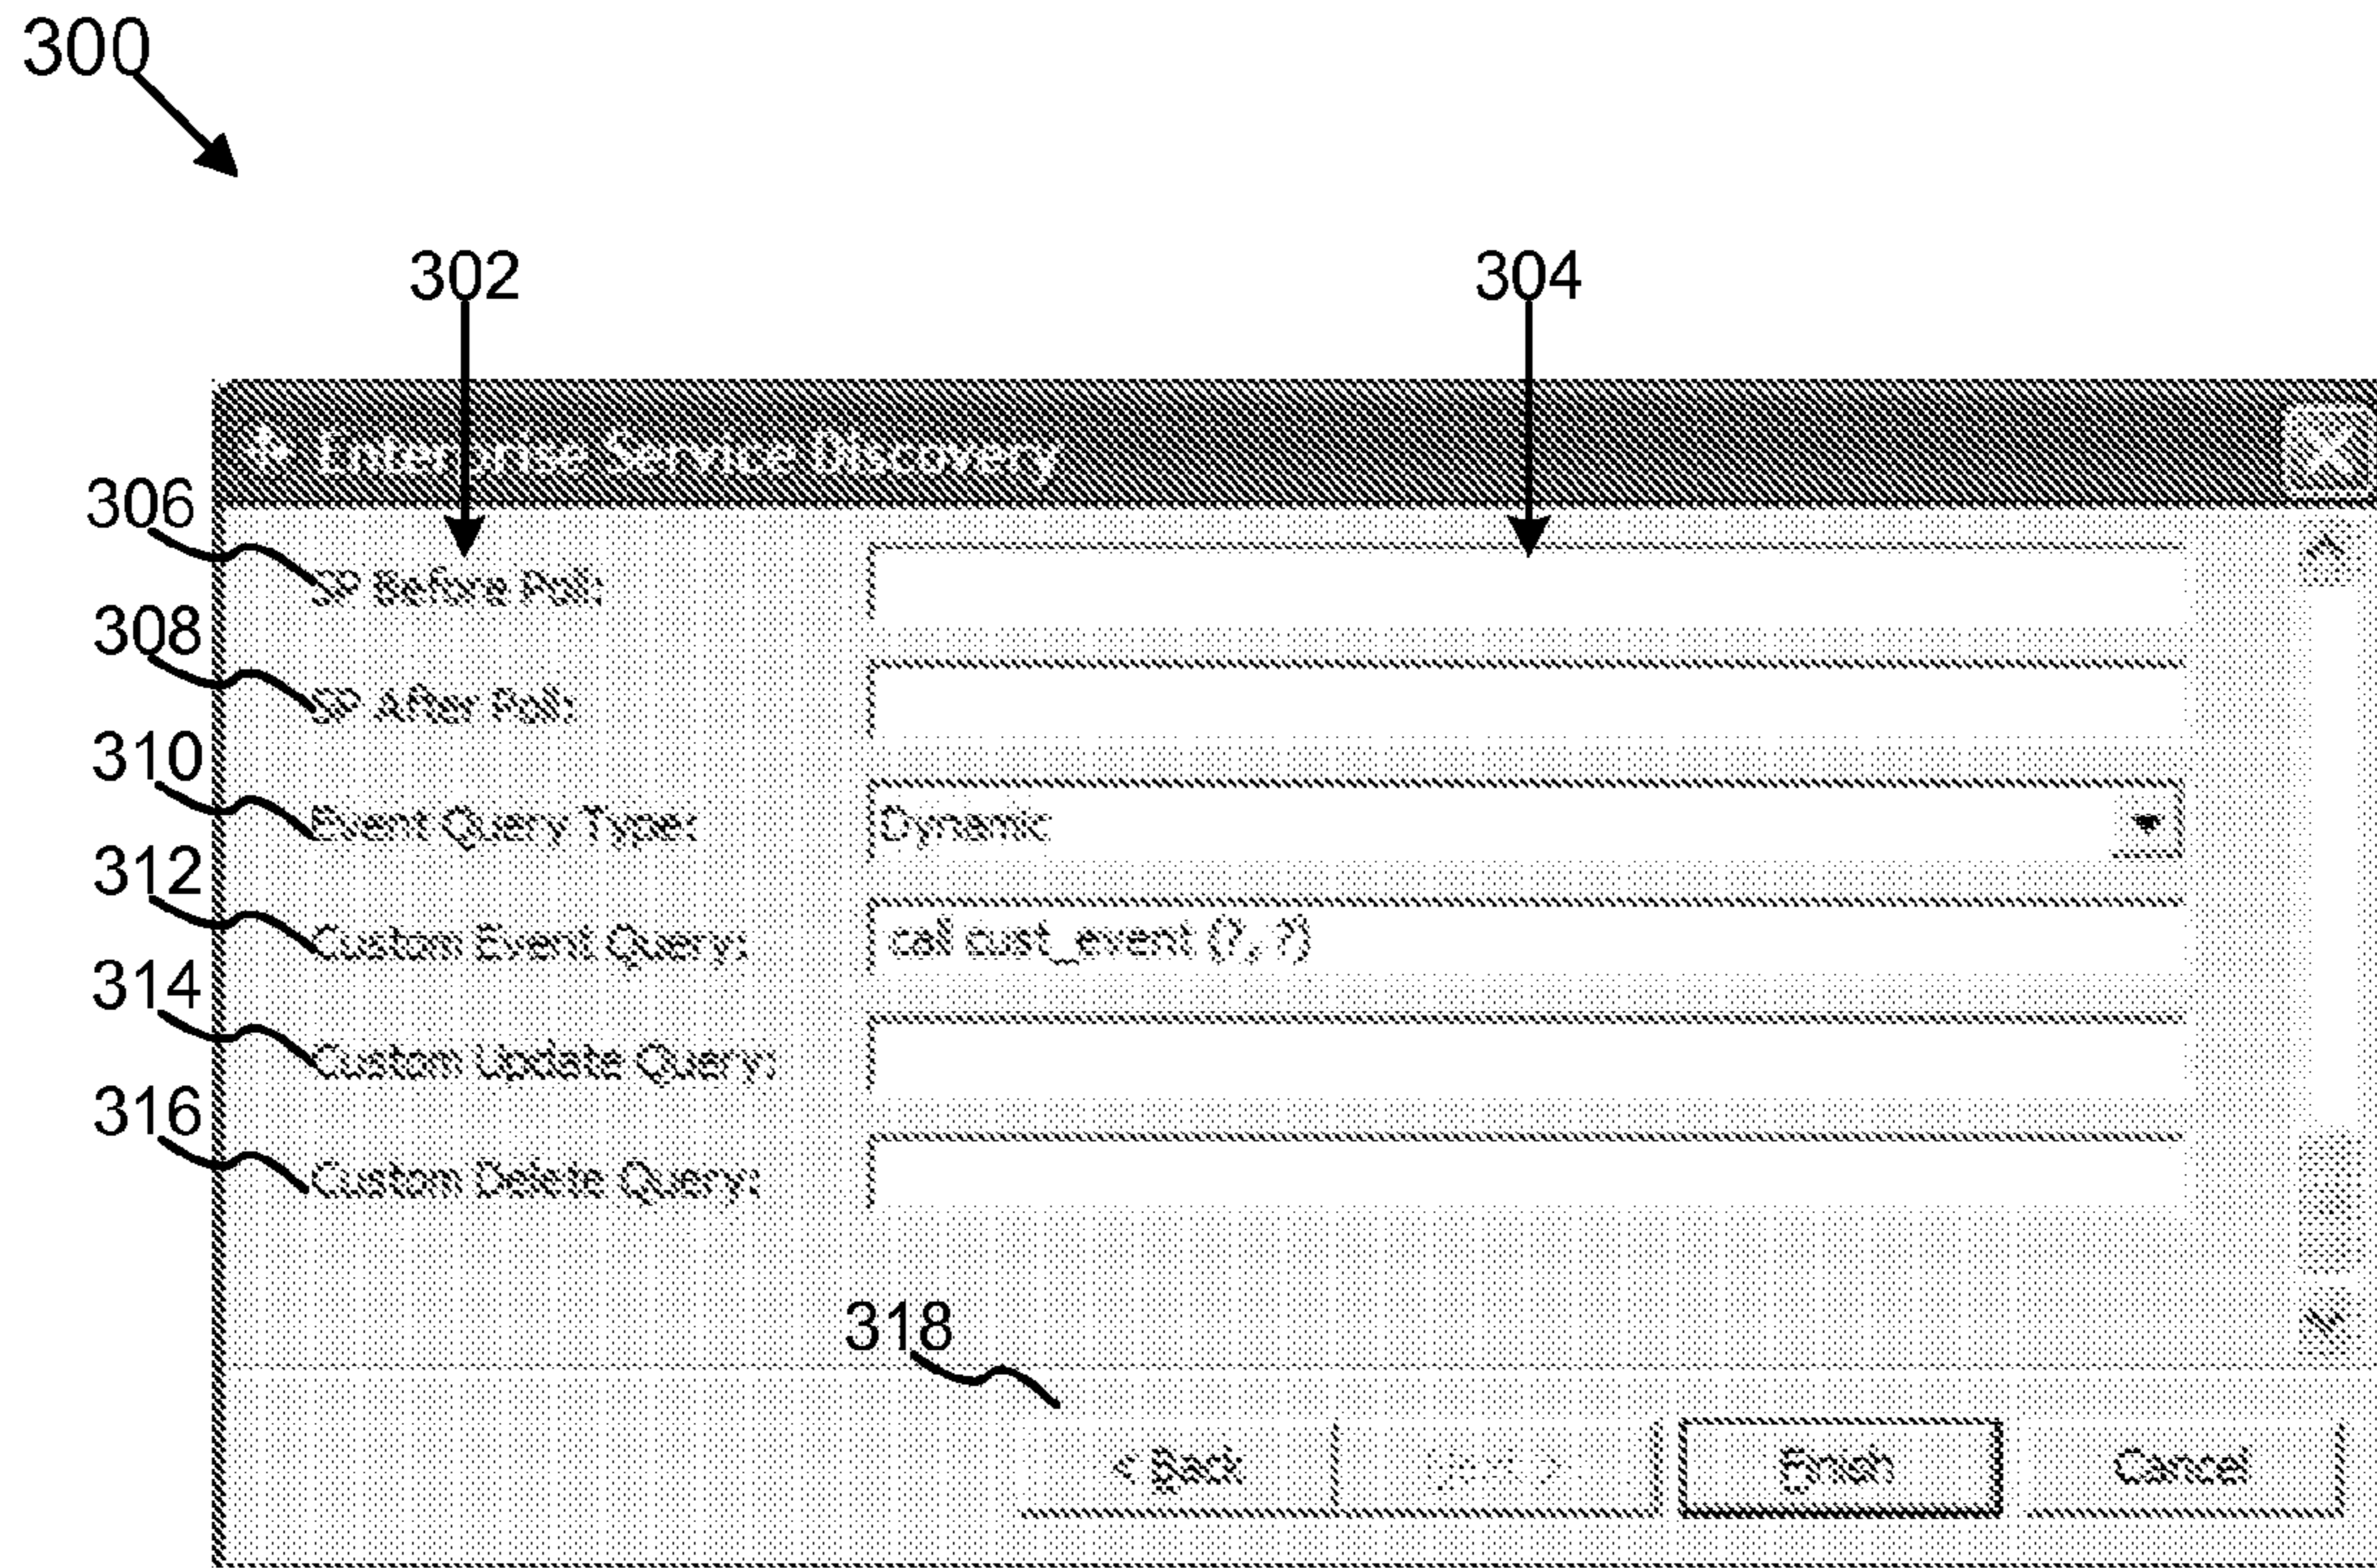 300
302
304
Enterprise Service Discovery
306
SP Before Poll:
308
SP After Poll:
310
Event Query Type:
Dynamic
312
Custom Event Query:
call cust_event (?, ?)
314
Custom Update Query:
316
Custom Delete Query:
318
< Back
Next >
Finish
Cancel